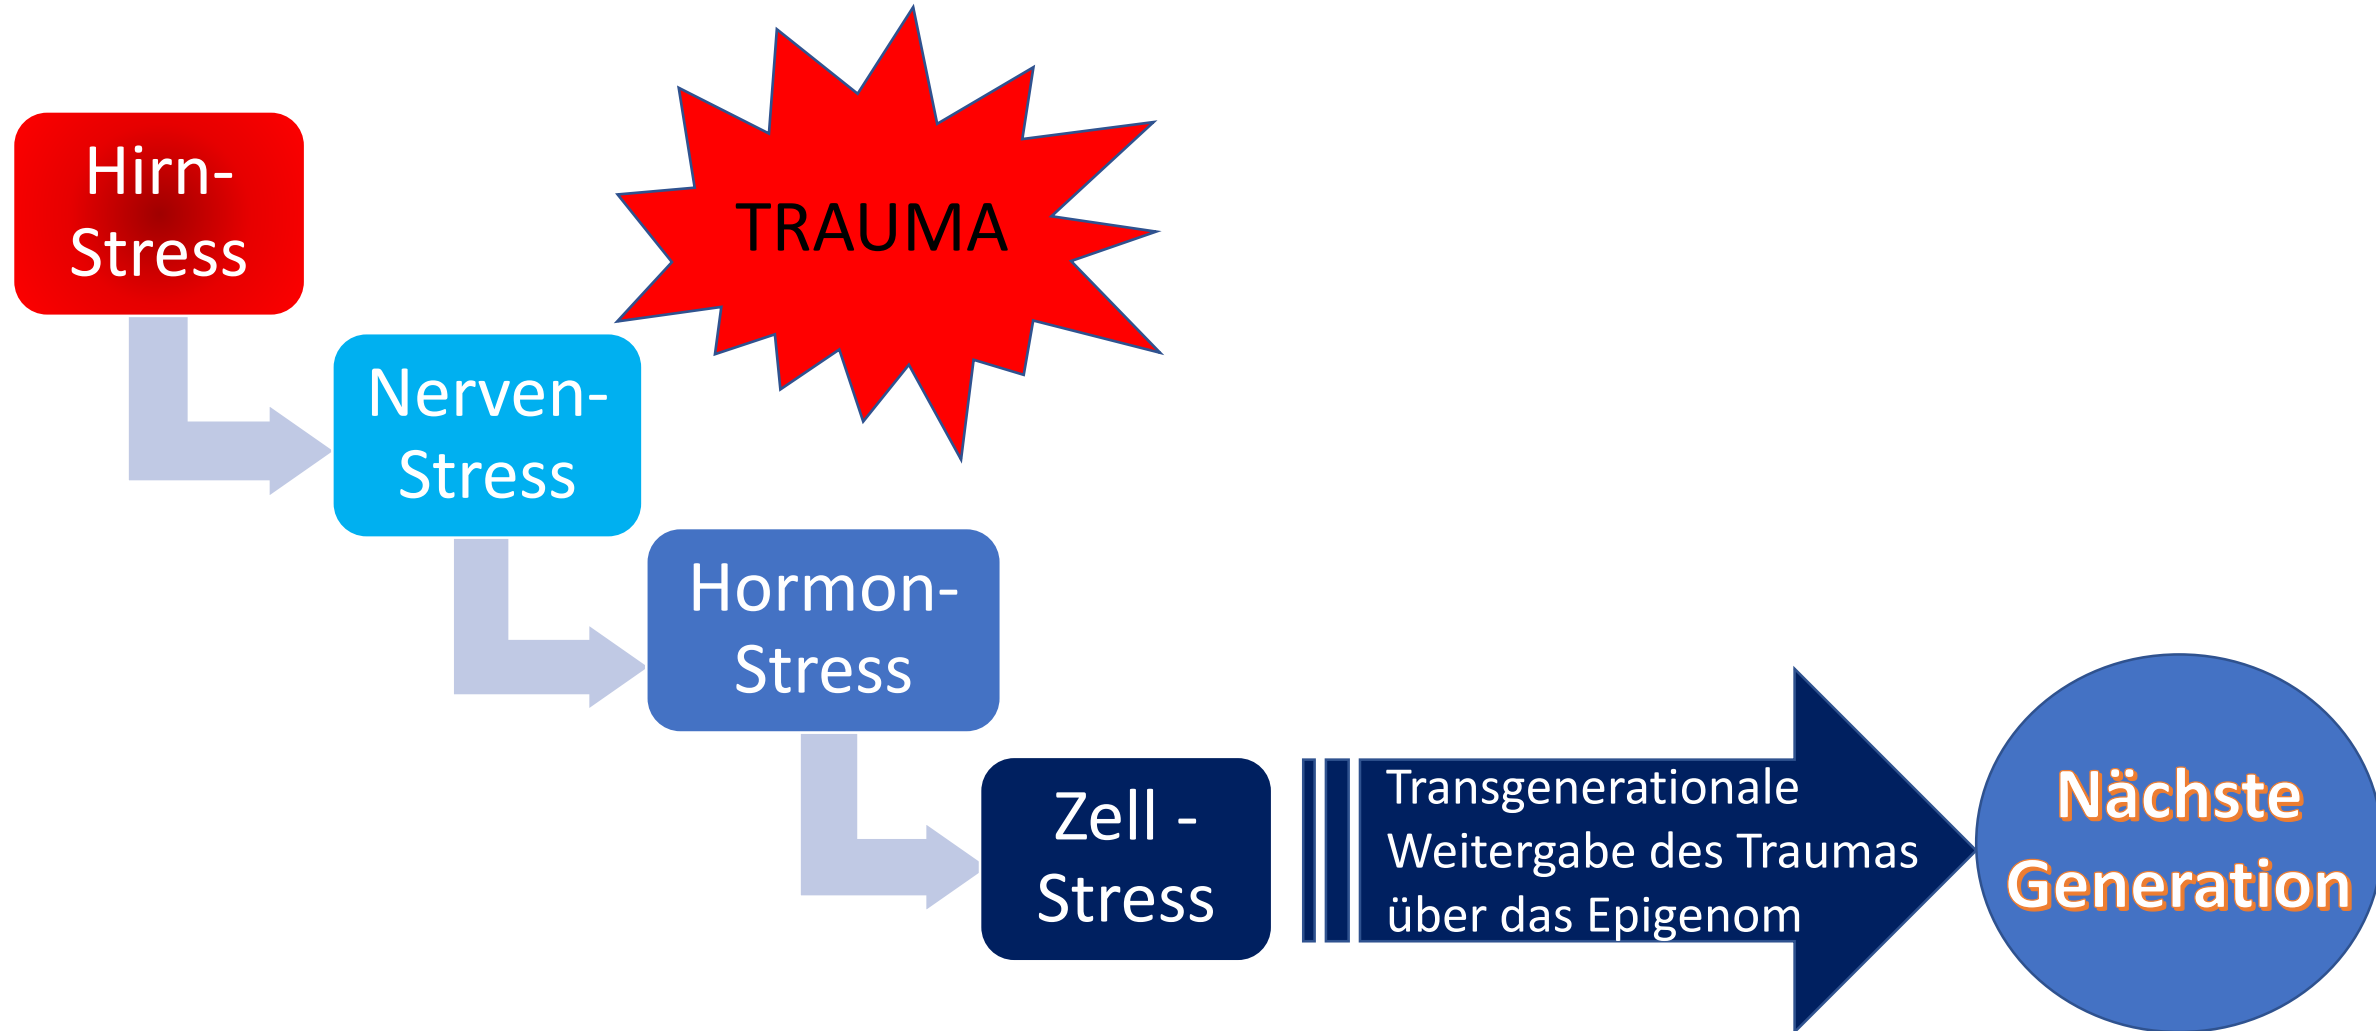 Hirn-
Stress
TRAUMA
Nerven-
Stress
Hormon-
Stress
Zell -
Stress
Transgenerationale
Weitergabe des Traumas
über das Epigenom
Nächste
Generation